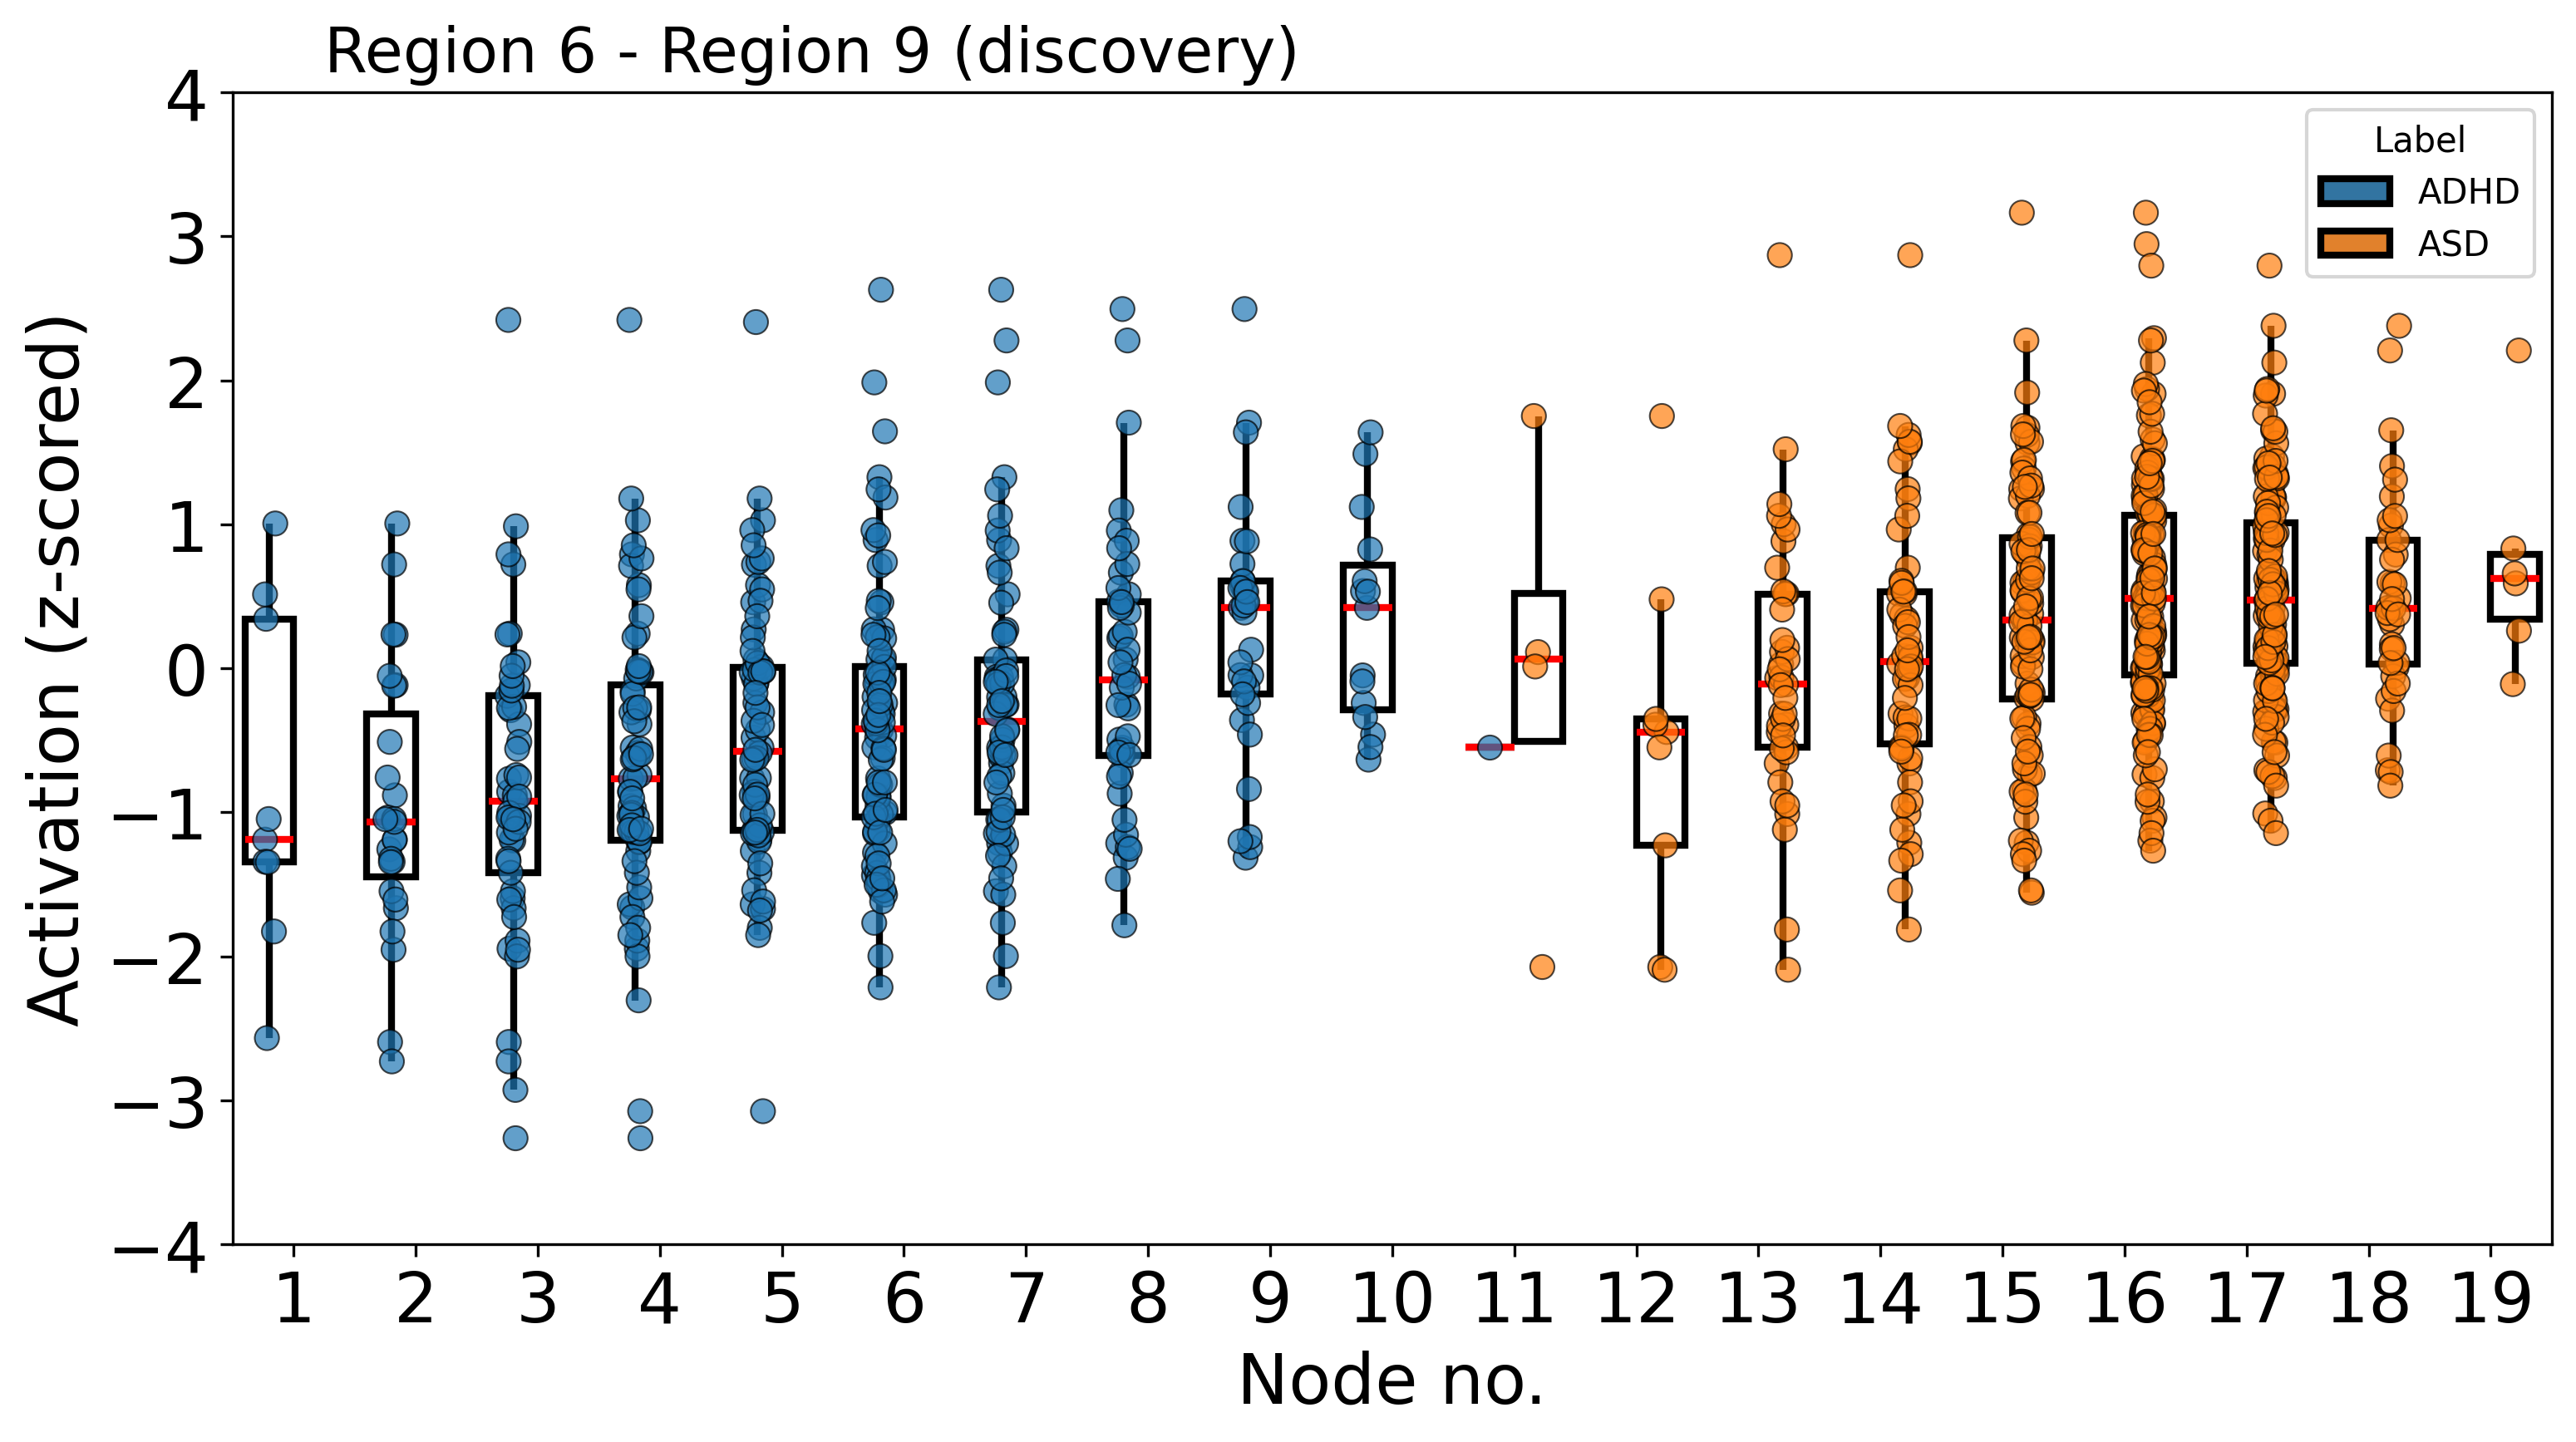 Region 6 - Region 9 (discovery)
Activation (z-scored)
4
3
2
1
0
−1
−2
−3
−4
Label
ADHD
ASD
1 2 3 4 5 6 7 8 9 10 11 12 13 14 15 16 17 18 19
Node no.